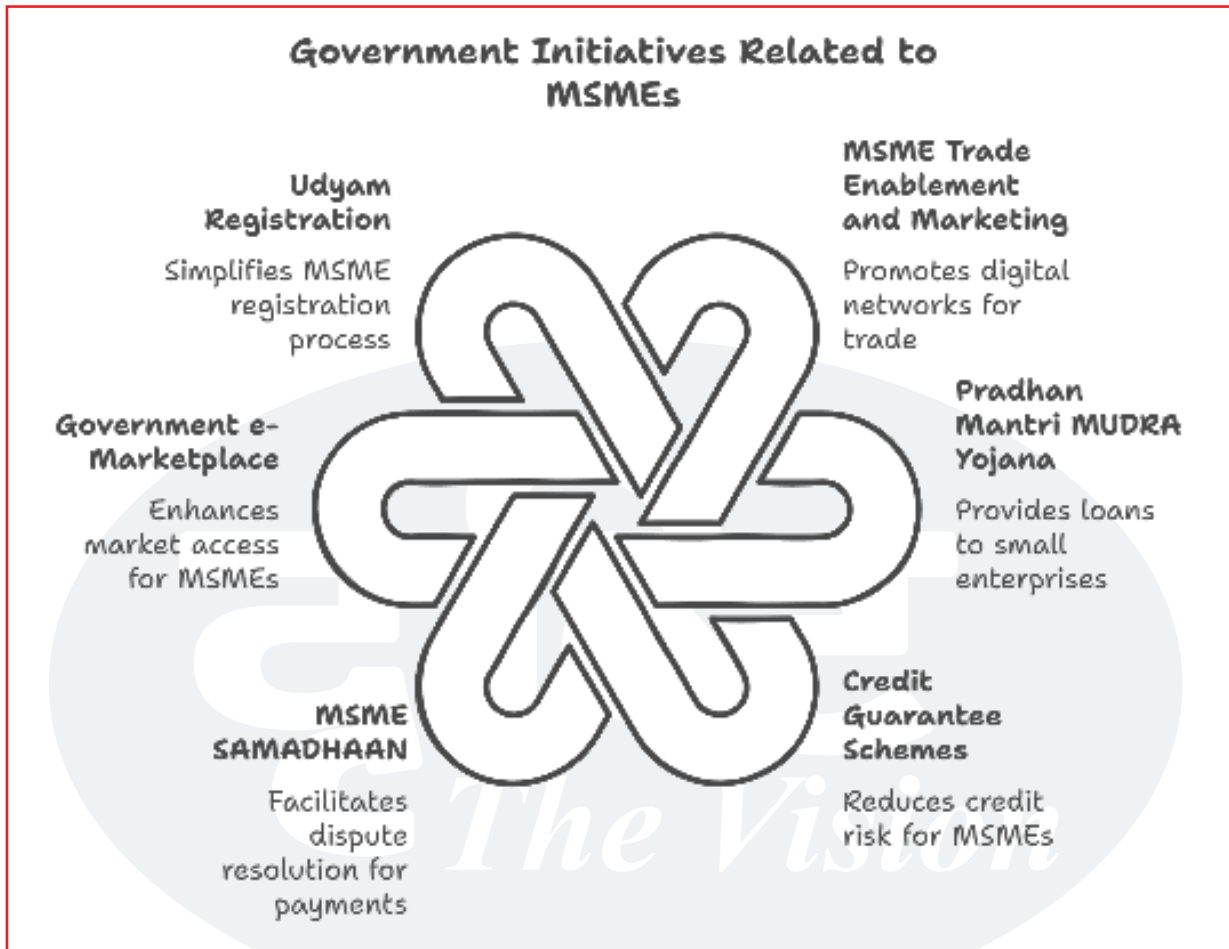 Government Initiatives Related to
MSMEs
Udyam
Registration
Simplifies MSME
registration
process
MSME Trade
Enablement
and Marketing
Promotes digital
networks for
trade
Government e-
Marketplace
Enhances
market access
for MSMEs
Pradhan
Mantri MUDRA
Yojana
Provides loans
to small
enterprises
MSME
SAMADHAAN
Facilitates
dispute
resolution for
payments
Credit
Guarantee
Schemes
Reduces credit
risk for MSMEs
The Vision